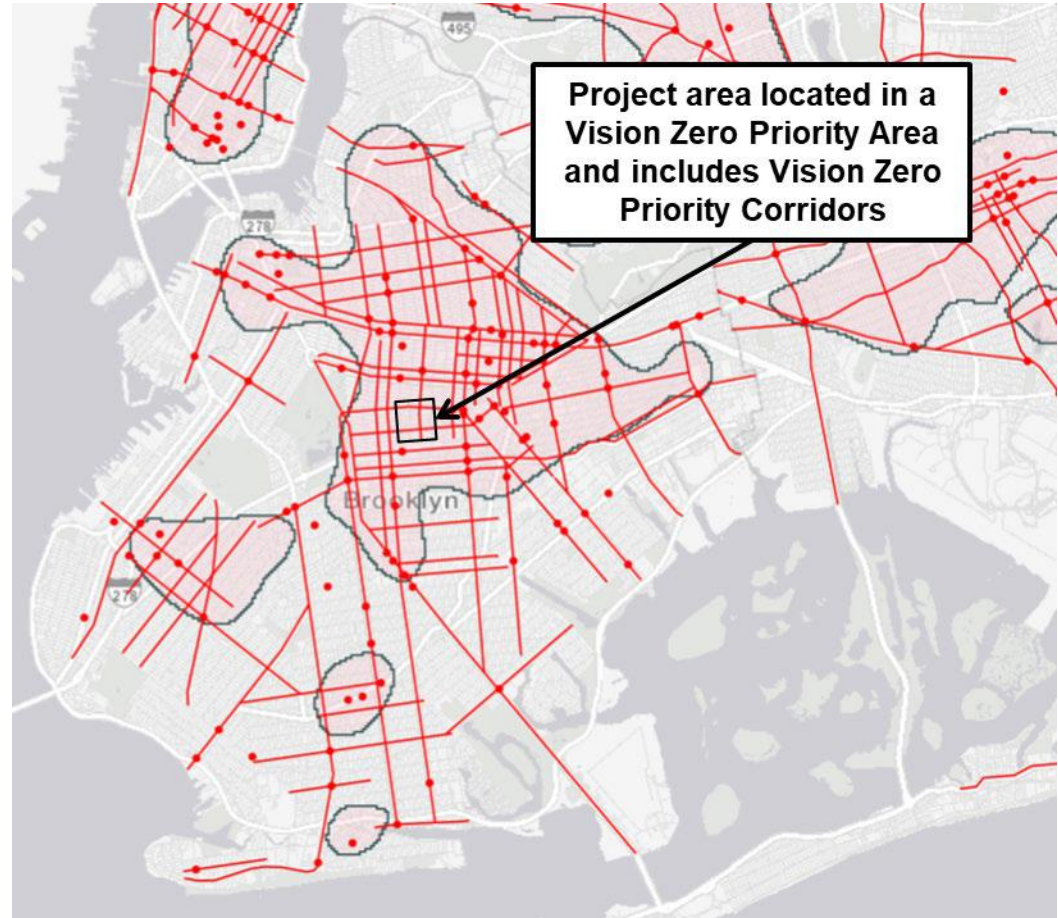 495
Project area located in a
Vision Zero Priority Area
and includes Vision Zero
Priority Corridors
278
Brooklyn
278